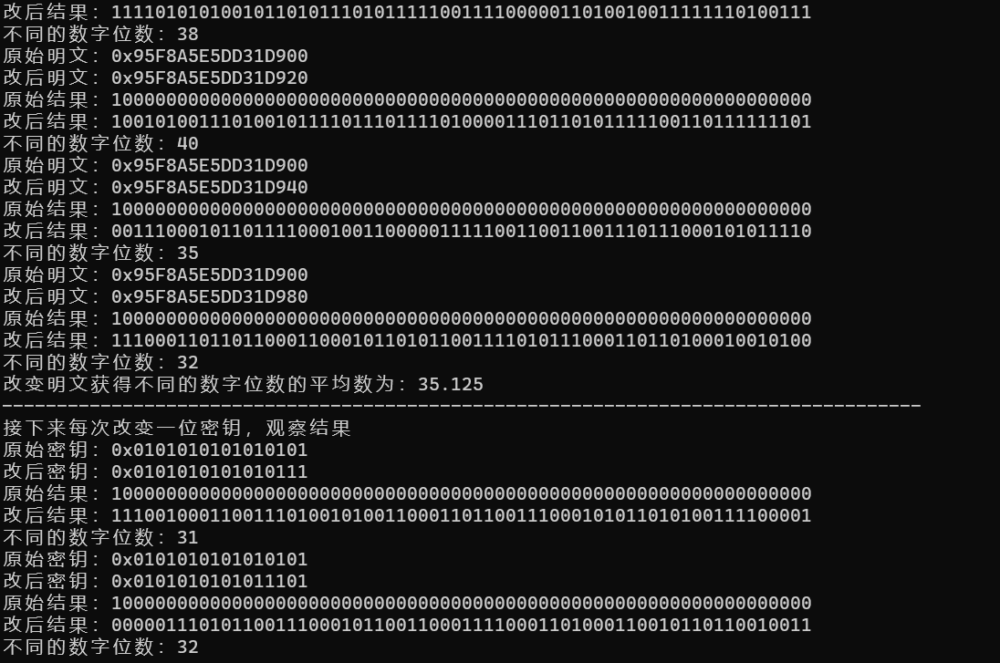 改后结果：1111010101001011010111010111110011110000011010010011111110100111
不同的数字位数：38
原始明文：0x95F8A5E5DD31D900
改后明文：0x95F8A5E5DD31D920
原始结果：1000000000000000000000000000000000000000000000000000000000000000
改后结果：1001010011101001011110111011110100001110110101111100110111111101
不同的数字位数：40
原始明文：0x95F8A5E5DD31D900
改后明文：0x95F8A5E5DD31D940
原始结果：1000000000000000000000000000000000000000000000000000000000000000
改后结果：0011100010110111100010011000001111100110011001110111000101011110
不同的数字位数：35
原始明文：0x95F8A5E5DD31D900
改后明文：0x95F8A5E5DD31D980
原始结果：1000000000000000000000000000000000000000000000000000000000000000
改后结果：1110001101101100011000101101011001111010111000110110100010010100
不同的数字位数：32
改变明文获得不同的数字位数的平均数为：35.125
------------------------------------------------------------------------------------
接下来每次改变一位密钥，观察结果
原始密钥：0x0101010101010101
改后密钥：0x0101010101010111
原始结果：1000000000000000000000000000000000000000000000000000000000000000
改后结果：1110010001100111010010100110001101100111000101011010100111100001
不同的数字位数：31
原始密钥：0x0101010101010101
改后密钥：0x0101010101011101
原始结果：1000000000000000000000000000000000000000000000000000000000000000
改后结果：0000011101011001110001011001100011110001101000110010110110010011
不同的数字位数：32